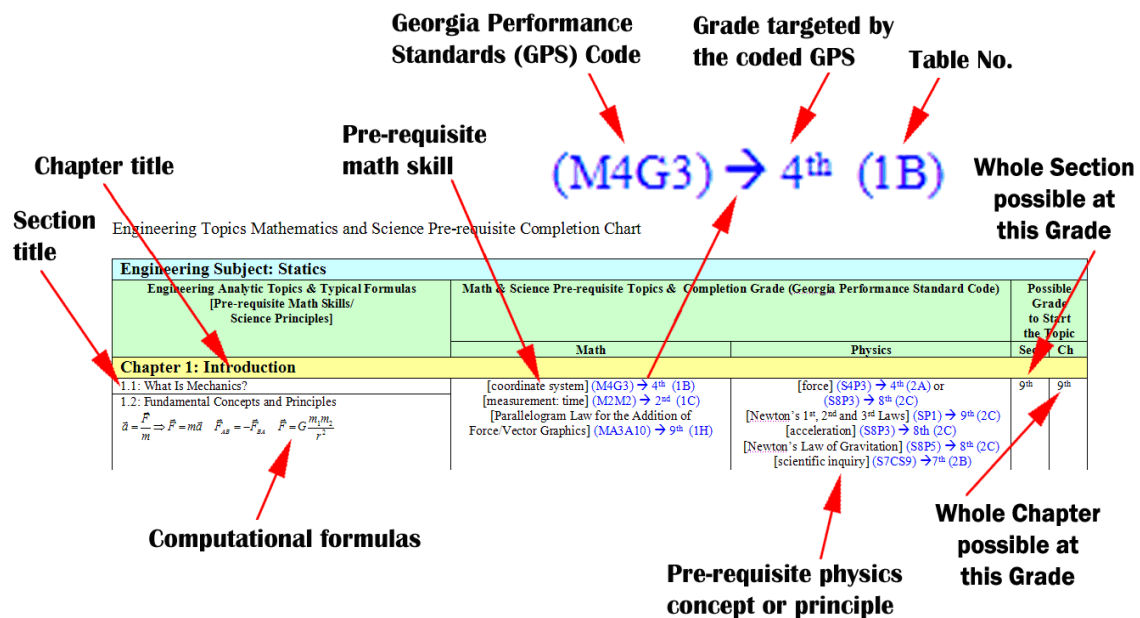 Georgia Performance
Standards (GPS) Code
Grade targeted by
the coded GPS
Table No.
Pre-requisite
math skill
(M4G3) → 4th (1B)
Chapter title
Whole Section
possible at
this Grade
Section
title
Engineering Topics Mathematics and Science Pre-requisite Completion Chart
Engineering Subject: Statics
Engineering Analytic Topics & Typical Formulas
[Pre-requisite Math Skills/
Science Principles]
Math & Science Pre-requisite Topics & Completion Grade (Georgia Performance Standard Code)
Possible
Grade
to Start
the Topic
Math
Physics
Sec
Ch
Chapter 1: Introduction
1.1: What Is Mechanics?
1.2: Fundamental Concepts and Principles
a⃗ = F⃗/m ⇒ F⃗ = ma⃗ F⃗_AB = −F⃗_BA F⃗ = G m₁m₂/r²
[coordinate system] (M4G3) → 4th (1B)
[measurement: time] (M2M2) → 2nd (1C)
[Parallelogram Law for the Addition of
Force/Vector Graphics] (MA3A10) → 9th (1H)
[force] (S4P3) → 4th (2A) or
(S8P3) → 8th (2C)
[Newton's 1st, 2nd and 3rd Laws] (SP1) → 9th (2C)
[acceleration] (S8P3) → 8th (2C)
[Newton's Law of Gravitation] (S8P5) → 8th (2C)
[scientific inquiry] (S7CS9) →7th (2B)
9th
9th
Computational formulas
Pre-requisite physics
concept or principle
Whole Chapter
possible at
this Grade